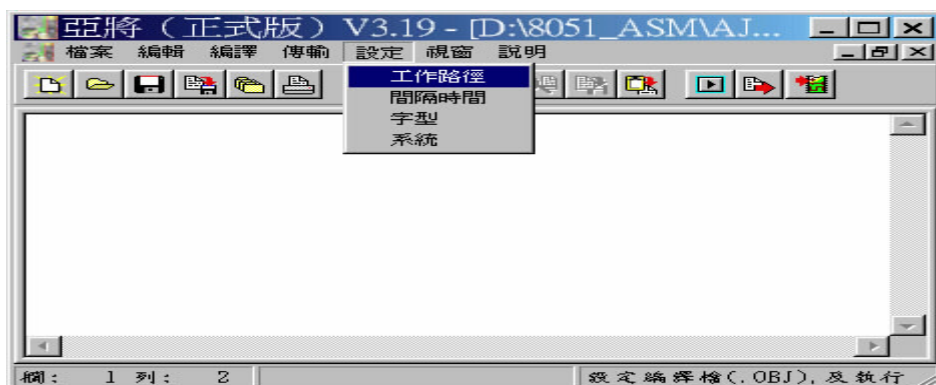 亞將（正式版）V3.19 - [D:\8051_ASM\AJ...
檔案 編輯 編譯 傳輸 設定 視窗 說明
工作路徑
間隔時間
字型
系統
欄： 1 列： 2 設定編譯檔(.OBJ), 及執行